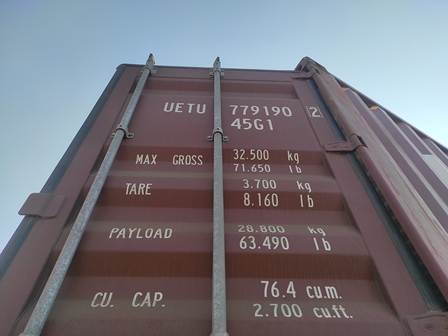 UETU 779190 2
45G1
MAX GROSS 32.500 kg
71.650 lb
TARE 3.700 kg
8.160 lb
PAYLOAD 28.800 kg
63.490 lb
CU. CAP. 76.4 cu.m.
2.700 cu.ft.